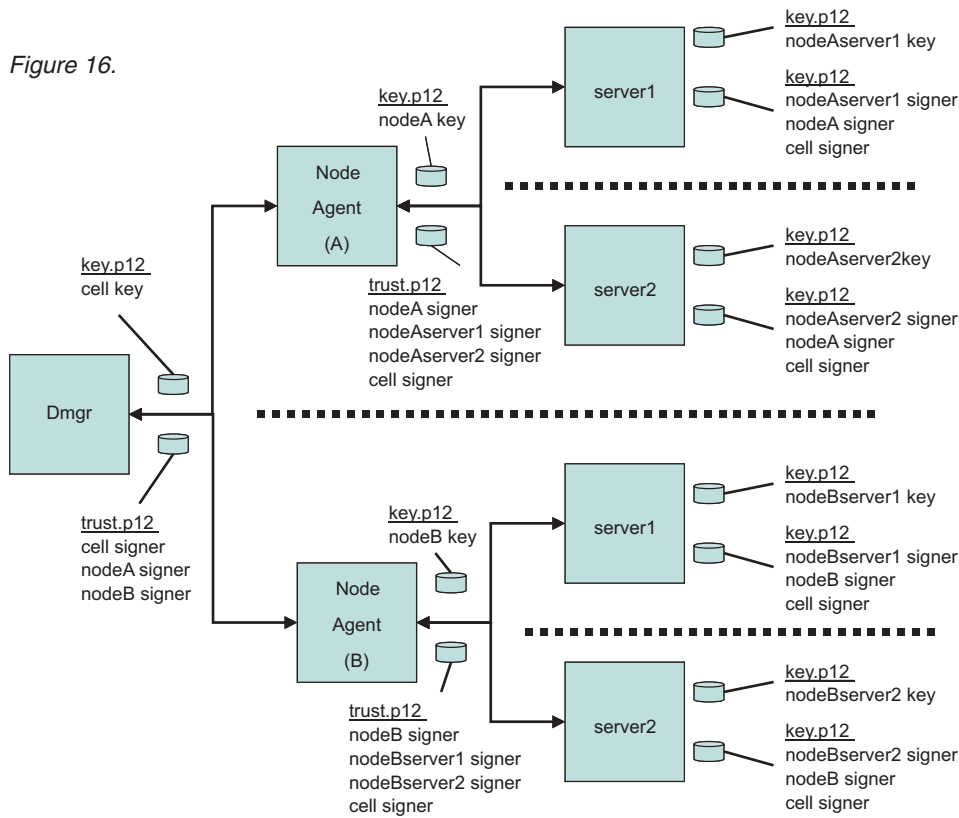 Figure 16.
key.p12
nodeAserver1 key
server1
key.p12
nodeAserver1 signer
nodeA signer
cell signer
key.p12
nodeA key
Node
Agent
(A)
trust.p12
nodeA signer
nodeAserver1 signer
nodeAserver2 signer
cell signer
key.p12
nodeAserver2key
server2
key.p12
nodeAserver2 signer
nodeA signer
cell signer
key.p12
cell key
Dmgr
trust.p12
cell signer
nodeA signer
nodeB signer
key.p12
nodeBserver1 key
server1
key.p12
nodeBserver1 signer
nodeB signer
cell signer
key.p12
nodeB key
Node
Agent
(B)
trust.p12
nodeB signer
nodeBserver1 signer
nodeBserver2 signer
cell signer
key.p12
nodeBserver2 key
server2
key.p12
nodeBserver2 signer
nodeB signer
cell signer